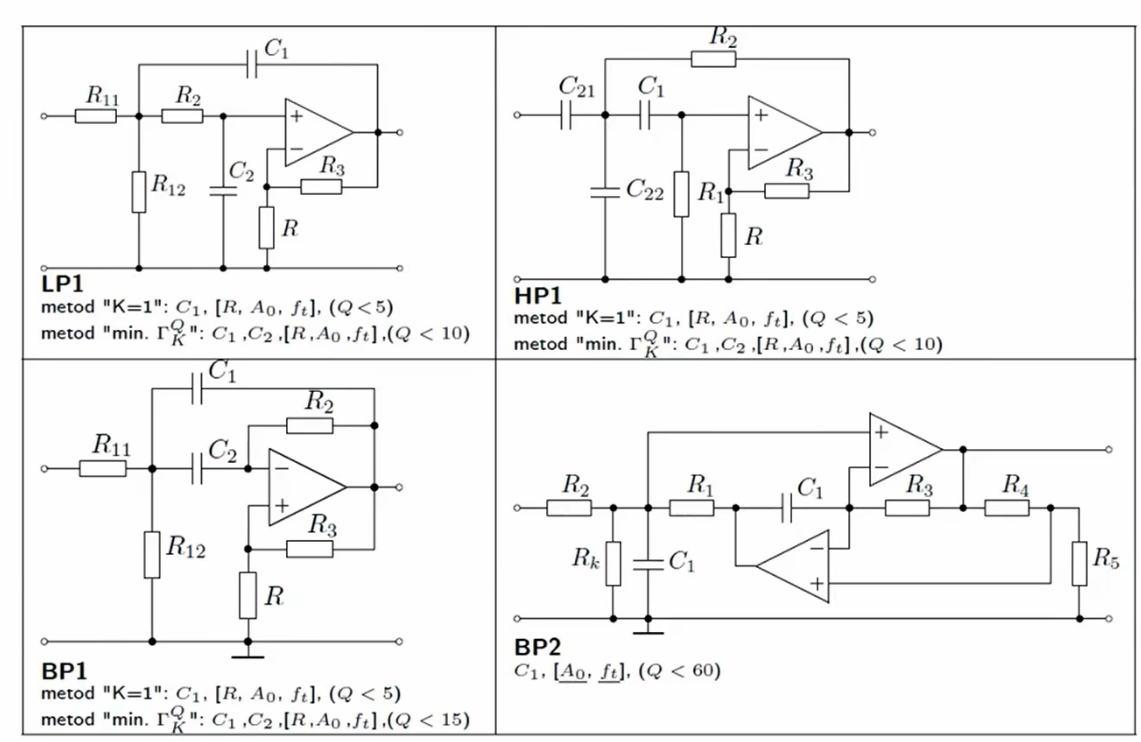 C1
R11
R2
+
−
R12
C2
R3
R
LP1
metod "K=1": C1, [R, A0, ft], (Q<5)
metod "min. ΓKQ": C1 ,C2 ,[R ,A0 ,ft] ,(Q < 10)
R2
C21
C1
+
−
R3
C22
R1
R
HP1
metod "K=1": C1, [R, A0, ft], (Q < 5)
metod "min. ΓKQ": C1 ,C2 ,[R ,A0 ,ft] ,(Q < 10)
C1
R2
R11
C2
−
+
R3
R12
R
BP1
metod "K=1": C1, [R, A0, ft], (Q < 5)
metod "min. ΓKQ": C1 ,C2 ,[R ,A0 ,ft] ,(Q < 15)
+
−
R2
R1
C1
R3
R4
Rk
C1
−
+
R5
BP2
C1, [A0, ft], (Q < 60)